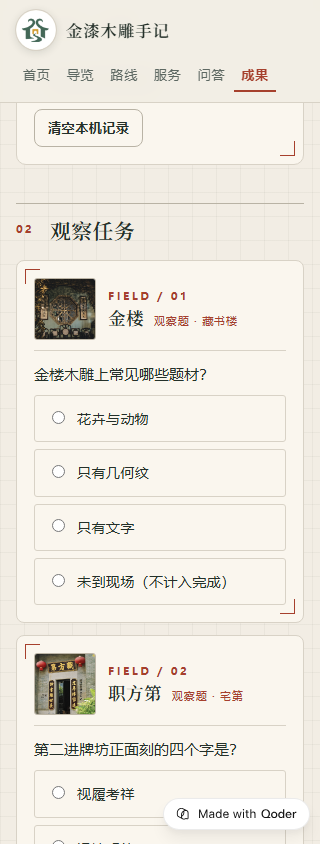 金漆木雕手记
首页 导览 路线 服务 问答 成果
清空本机记录
02 观察任务
FIELD / 01
金楼 观察题 · 藏书楼
金楼木雕上常见哪些题材？
花卉与动物
只有几何纹
只有文字
未到现场（不计入完成）
FIELD / 02
职方第 观察题 · 宅第
第二进牌坊正面刻的四个字是？
视履考祥
Made with Qoder